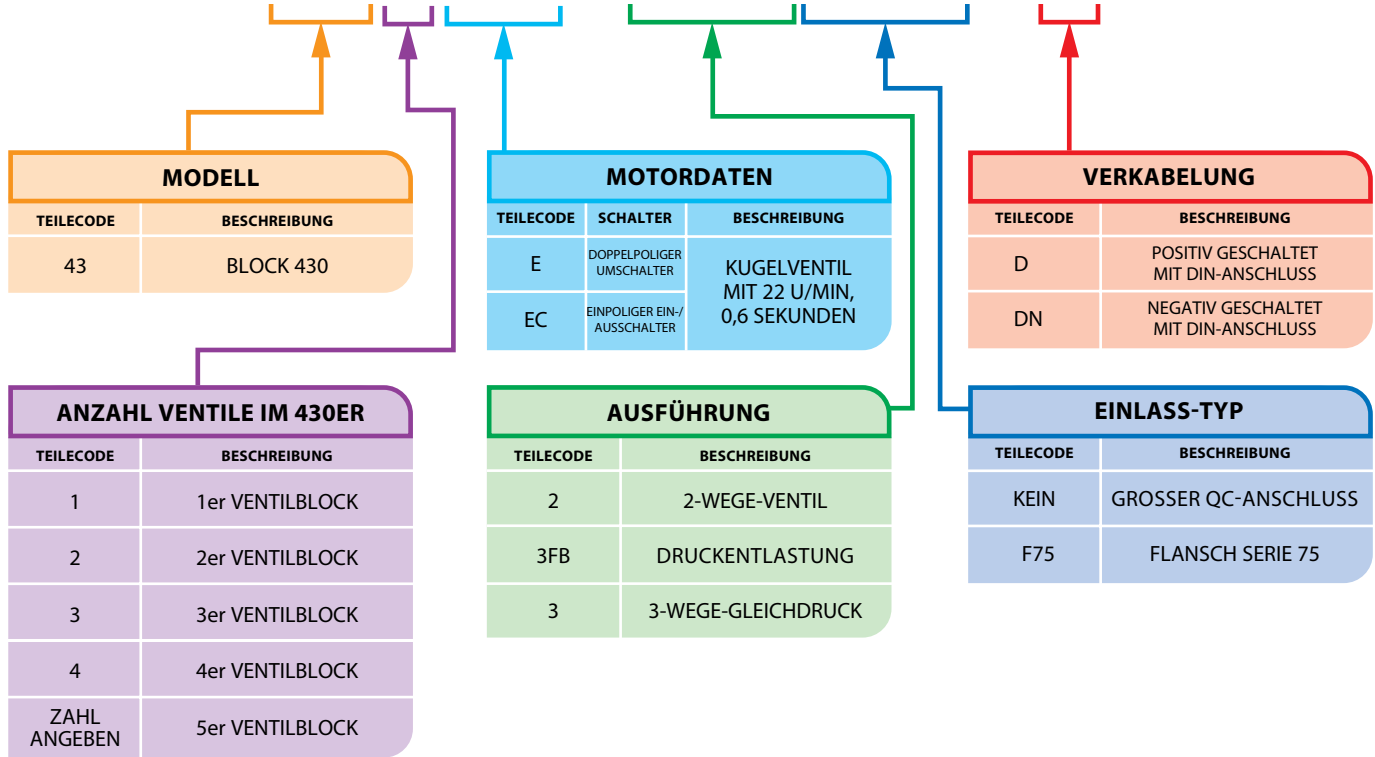 MODELL
TEILECODE BESCHREIBUNG
43 BLOCK 430
MOTORDATEN
TEILECODE SCHALTER BESCHREIBUNG
E DOPPELPOLIGER
UMSCHALTER
EC EINPOLIGER EIN-/
AUSSCHALTER
KUGELVENTIL
MIT 22 U/MIN,
0,6 SEKUNDEN
VERKABELUNG
TEILECODE BESCHREIBUNG
D POSITIV GESCHALTET
MIT DIN-ANSCHLUSS
DN NEGATIV GESCHALTET
MIT DIN-ANSCHLUSS
ANZAHL VENTILE IM 430ER
TEILECODE BESCHREIBUNG
1 1er VENTILBLOCK
2 2er VENTILBLOCK
3 3er VENTILBLOCK
4 4er VENTILBLOCK
ZAHL
ANGEBEN 5er VENTILBLOCK
AUSFÜHRUNG
TEILECODE BESCHREIBUNG
2 2-WEGE-VENTIL
3FB DRUCKENTLASTUNG
3 3-WEGE-GLEICHDRUCK
EINLASS-TYP
TEILECODE BESCHREIBUNG
KEIN GROSSER QC-ANSCHLUSS
F75 FLANSCH SERIE 75